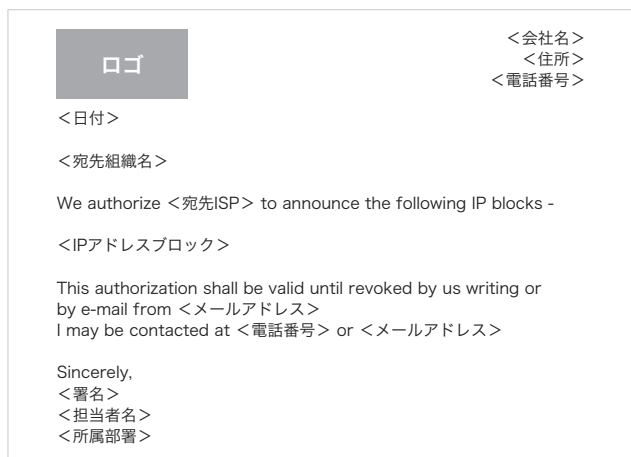 ロゴ
＜会社名＞
＜住所＞
＜電話番号＞
＜日付＞
＜宛先組織名＞
We authorize ＜宛先ISP＞ to announce the following IP blocks -
＜IPアドレスブロック＞
This authorization shall be valid until revoked by us writing or
by e-mail from ＜メールアドレス＞
I may be contacted at ＜電話番号＞ or ＜メールアドレス＞
Sincerely,
＜署名＞
＜担当者名＞
＜所属部署＞